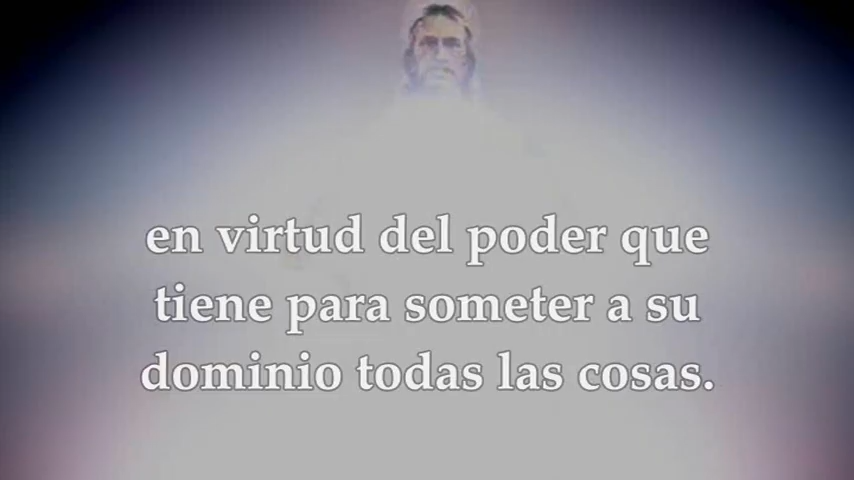 en virtud del poder que
tiene para someter a su
dominio todas las cosas.